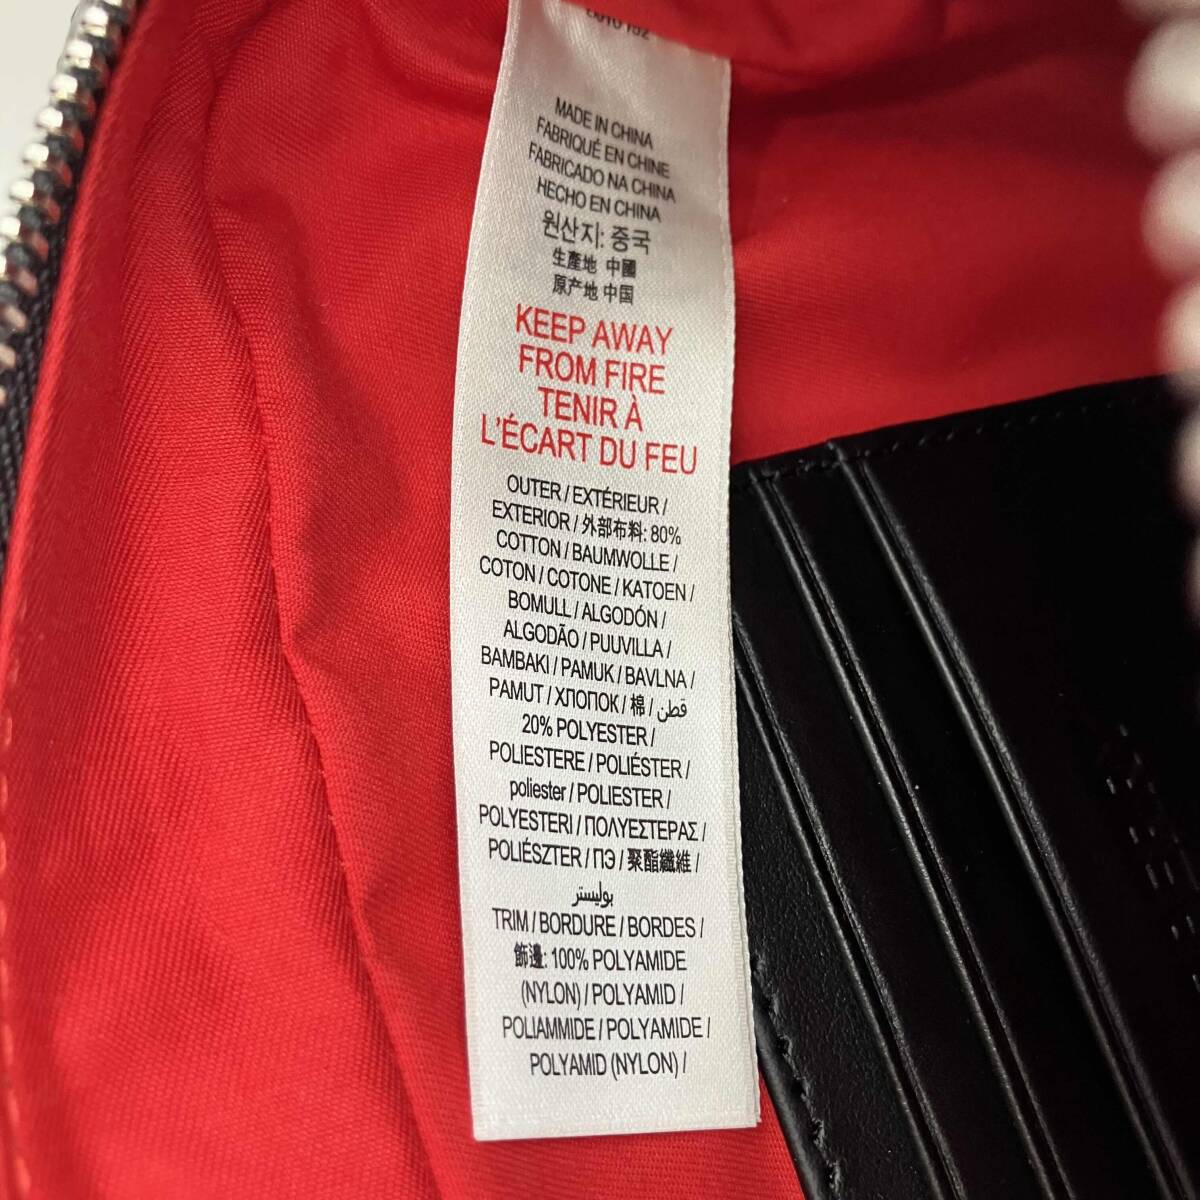 MADE IN CHINA
FABRIQUÉ EN CHINE
FABRICADO NA CHINA
HECHO EN CHINA
원산지: 중국
生產地 中國
原产地 中国
KEEP AWAY
FROM FIRE
TENIR À
L'ÉCART DU FEU
OUTER / EXTÉRIEUR /
EXTERIOR / 外部布料: 80%
COTTON / BAUMWOLLE /
COTON / COTONE / KATOEN /
BOMULL / ALGODÓN /
ALGODÃO / PUUVILLA /
BAMBAKI / PAMUK / BAVLNA /
PAMUT / ХЛОПОК / 棉 / قطن
20% POLYESTER /
POLIESTERE / POLIÉSTER /
poliester / POLIESTER /
POLYESTERI / ΠΟΛΥΕΣΤΕΡΑΣ /
POLIÉSZTER / ПЭ / 聚酯纖維 /
بوليستر
TRIM / BORDURE / BORDES /
飾邊: 100% POLYAMIDE
(NYLON) / POLYAMID /
POLIAMMIDE / POLYAMIDE /
POLYAMID (NYLON) /